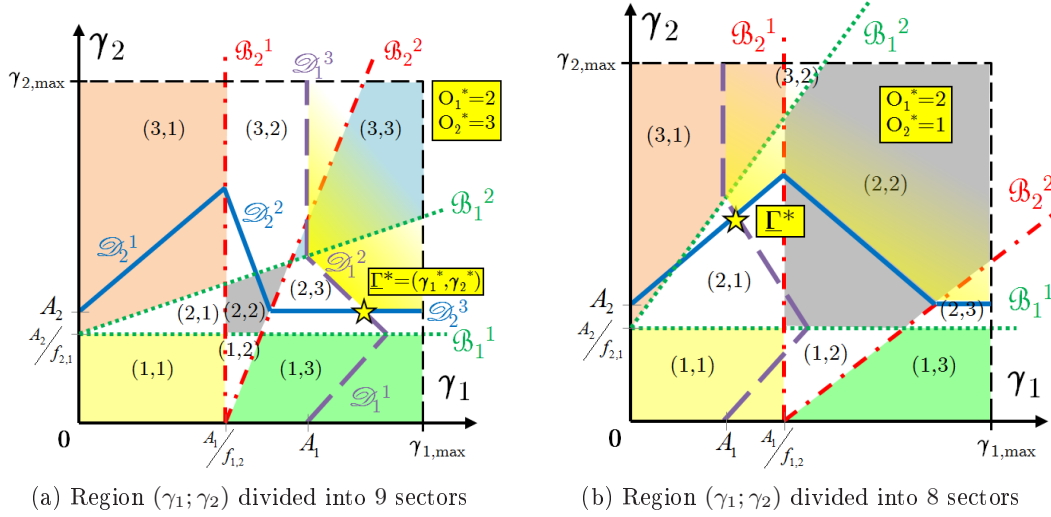 γ₂
ℬ₂¹
𝒟₁³
ℬ₂²
γ₂,max
O₁*=2
O₂*=3
(3,1)
(3,2)
(3,3)
ℬ₁²
𝒟₂¹
𝒟₂²
𝒟₁²
Γ*=(γ₁*,γ₂*)
A₂
(2,1)
(2,2)
(2,3)
𝒟₂³
A₂/f₂,₁
ℬ₁¹
(1,2)
(1,1)
(1,3)
𝒟₁¹
γ₁
0
A₁/f₁,₂
A₁
γ₁,max
(a) Region (γ₁; γ₂) divided into 9 sectors
γ₂
ℬ₂¹
ℬ₁²
γ₂,max
(3,2)
O₁*=2
O₂*=1
(3,1)
(2,2)
ℬ₂²
Γ*
(2,1)
A₂
(2,3)
ℬ₁¹
A₂/f₂,₁
(1,1)
(1,2)
(1,3)
γ₁
0
A₁
A₁/f₁,₂
γ₁,max
(b) Region (γ₁; γ₂) divided into 8 sectors